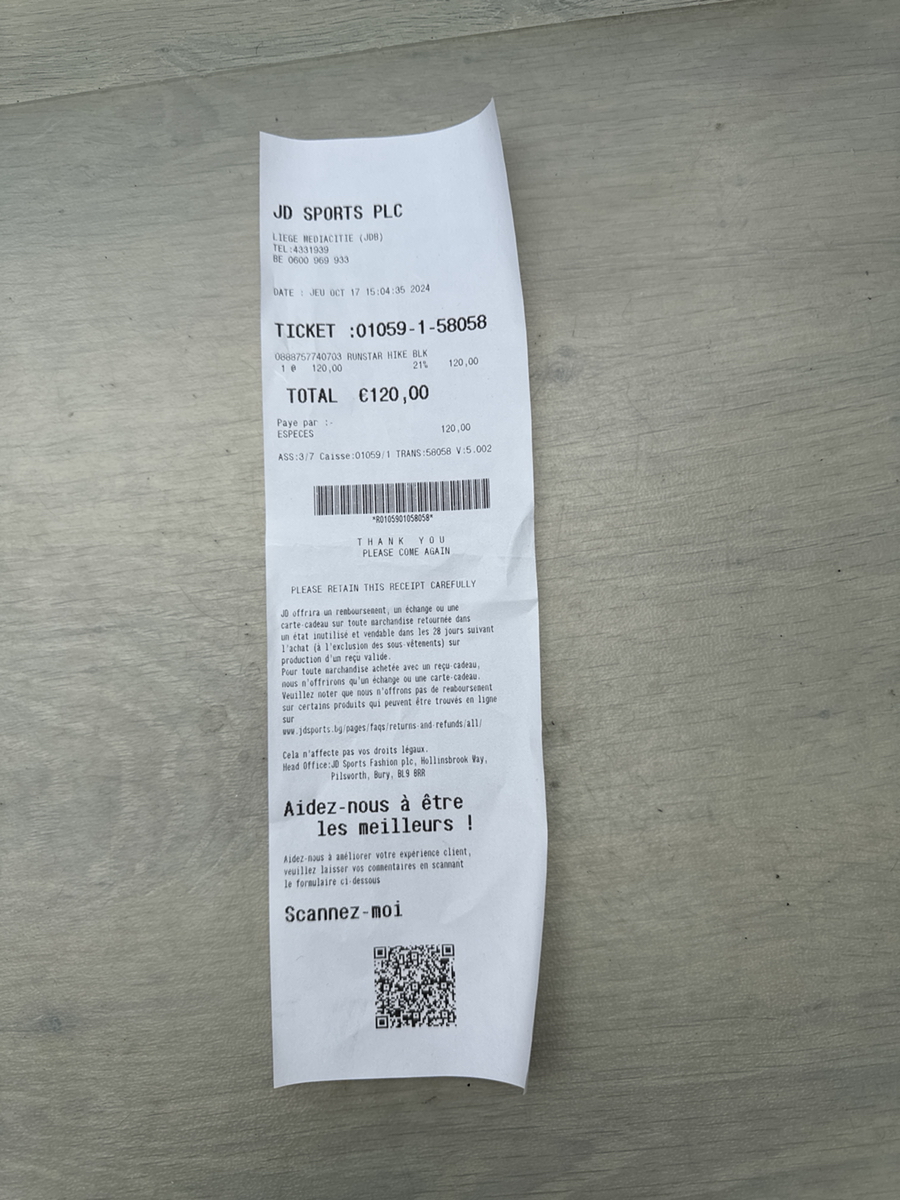 JD SPORTS PLC
LIEGE MEDIACITIE (JDB)
TEL:4331939
BE 0600 969 933
DATE : JEU OCT 17 15:04:35 2024
TICKET :01059-1-58058
0888757740703 RUNSTAR HIKE BLK
1 @ 120,00 21% 120,00
TOTAL €120,00
Paye par :-
ESPECES 120,00
ASS:3/7 Caisse:01059/1 TRANS:58058 V:5.002
*R0105901058058*
THANK YOU
PLEASE COME AGAIN
PLEASE RETAIN THIS RECEIPT CAREFULLY
JD offrira un remboursement, un échange ou une
carte-cadeau sur toute marchandise retournée dans
un état inutilisé et vendable dans les 28 jours suivant
l'achat (à l'exclusion des sous-vêtements) sur
production d'un reçu valide.
Pour toute marchandise achetée avec un reçu-cadeau,
nous n'offrirons qu'un échange ou une carte-cadeau.
Veuillez noter que nous n'offrons pas de remboursement
sur certains produits qui peuvent être trouvés en ligne
sur
www.jdsports.bg/pages/faqs/returns-and-refunds/all/
Cela n'affecte pas vos droits légaux.
Head Office:JD Sports Fashion plc, Hollinsbrook Way,
Pilsworth, Bury, BL9 8RR
Aidez-nous à être
les meilleurs !
Aidez-nous à améliorer votre expérience client,
veuillez laisser vos commentaires en scannant
le formulaire ci-dessous
Scannez-moi